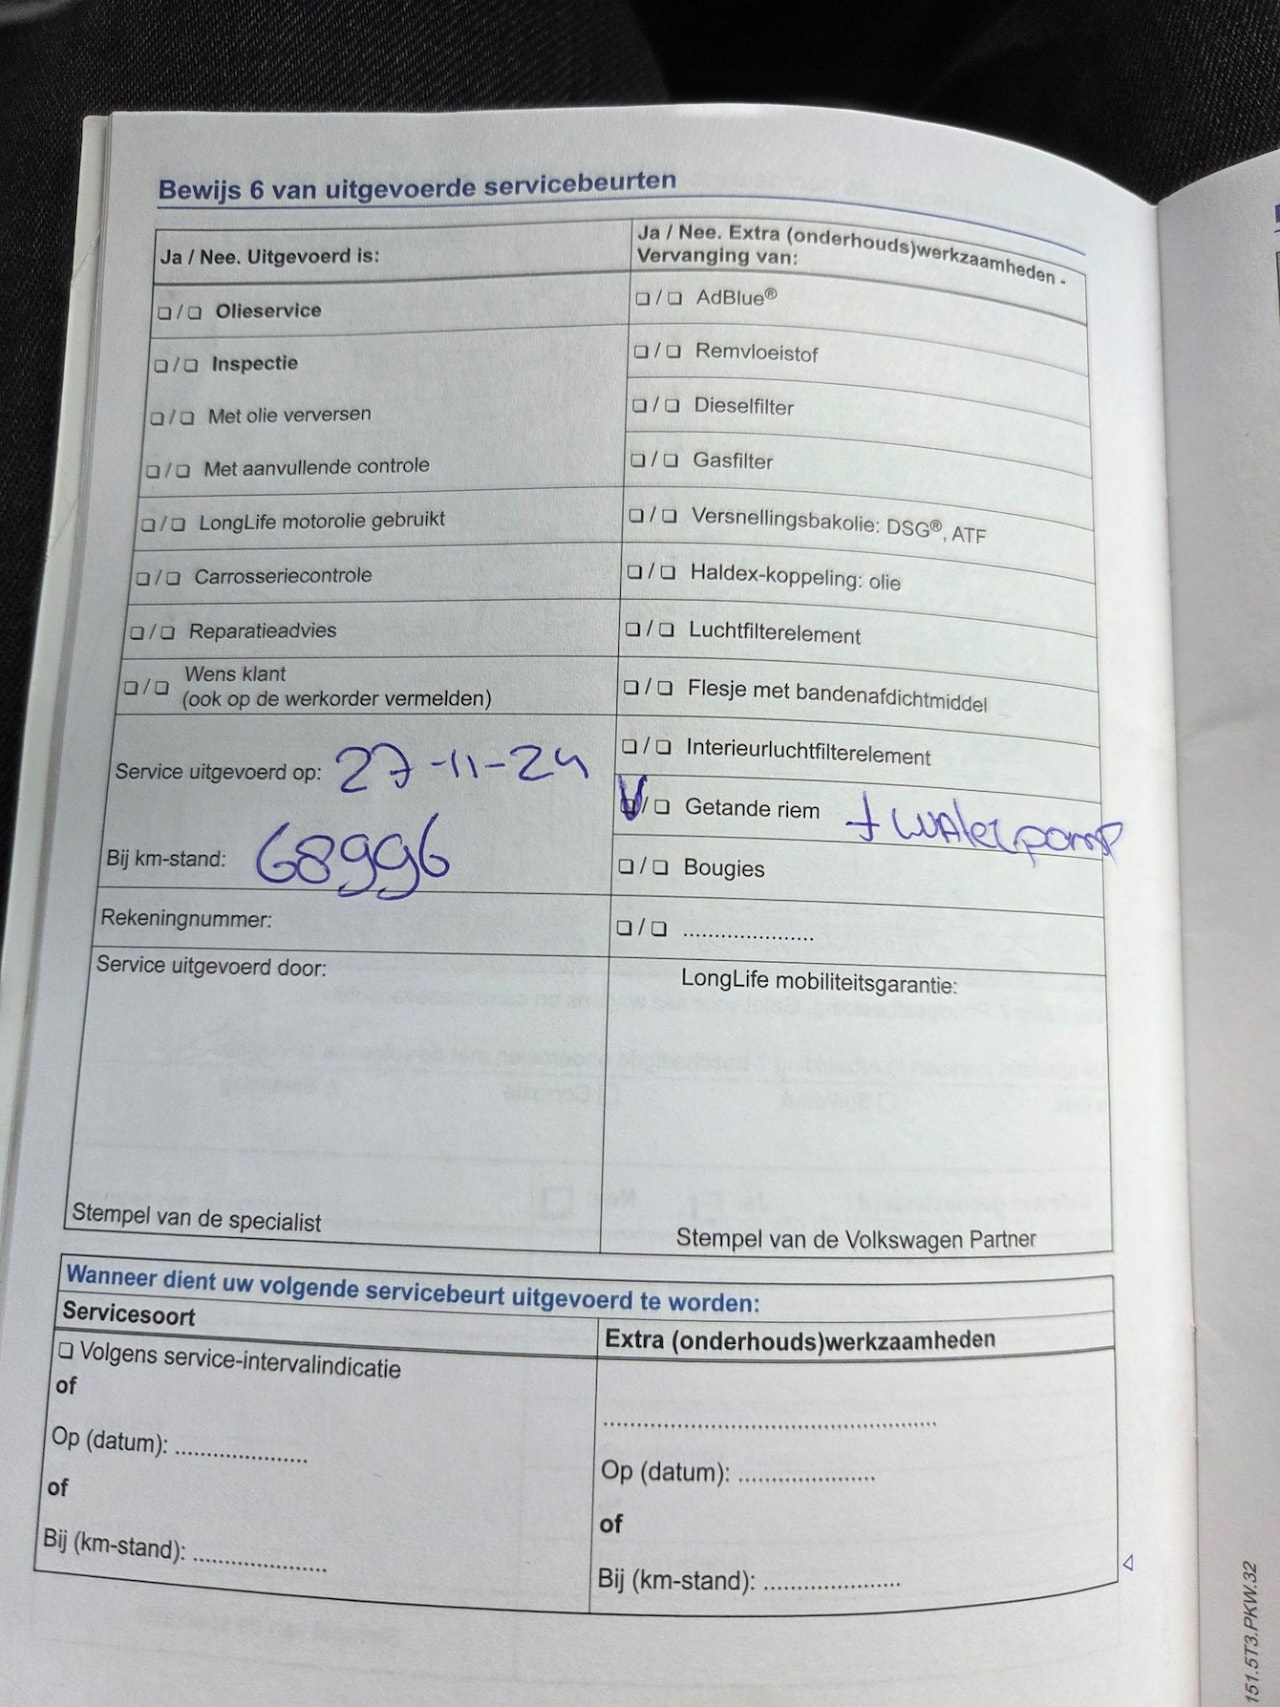 Bewijs 6 van uitgevoerde servicebeurten
Ja / Nee. Uitgevoerd is:
❏ / ❏ Olieservice
❏ / ❏ Inspectie
❏ / ❏ Met olie verversen
❏ / ❏ Met aanvullende controle
❏ / ❏ LongLife motorolie gebruikt
❏ / ❏ Carrosseriecontrole
❏ / ❏ Reparatieadvies
❏ / ❏ Wens klant
(ook op de werkorder vermelden)
Service uitgevoerd op: 27-11-24
Bij km-stand: 68996
Rekeningnummer:
Service uitgevoerd door:
Stempel van de specialist
Ja / Nee. Extra (onderhouds)werkzaamheden -
Vervanging van:
❏ / ❏ AdBlue®
❏ / ❏ Remvloeistof
❏ / ❏ Dieselfilter
❏ / ❏ Gasfilter
❏ / ❏ Versnellingsbakolie: DSG®, ATF
❏ / ❏ Haldex-koppeling: olie
❏ / ❏ Luchtfilterelement
❏ / ❏ Flesje met bandenafdichtmiddel
❏ / ❏ Interieurluchtfilterelement
V / ❏ Getande riem + waterpomp
❏ / ❏ Bougies
❏ / ❏ .....................
LongLife mobiliteitsgarantie:
Stempel van de Volkswagen Partner
Wanneer dient uw volgende servicebeurt uitgevoerd te worden:
Servicesoort
❏ Volgens service-intervalindicatie
of
Op (datum): .....................
of
Bij (km-stand): .....................
Extra (onderhouds)werkzaamheden
.....................................................
Op (datum): .....................
of
Bij (km-stand): .....................
151.5T3.PKW.32